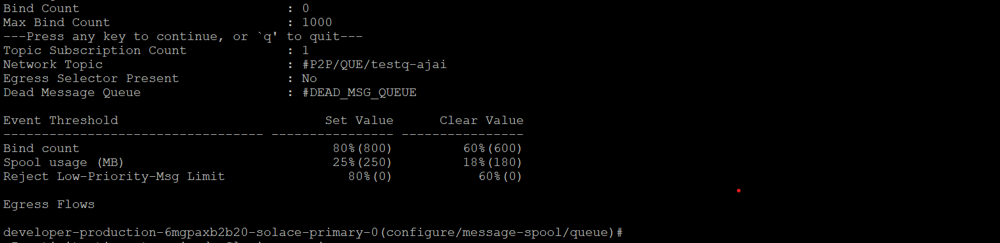 Bind Count : 0
Max Bind Count : 1000
---Press any key to continue, or `q' to quit---
Topic Subscription Count : 1
Network Topic : #P2P/QUE/testq-ajai
Egress Selector Present : No
Dead Message Queue : #DEAD_MSG_QUEUE
Event Threshold Set Value Clear Value
---------------------------------- ---------------- ----------------
Bind count 80%(800) 60%(600)
Spool usage (MB) 25%(250) 18%(180)
Reject Low-Priority-Msg Limit 80%(0) 60%(0)
Egress Flows
developer-production-6mgpaxb2b20-solace-primary-0(configure/message-spool/queue)#